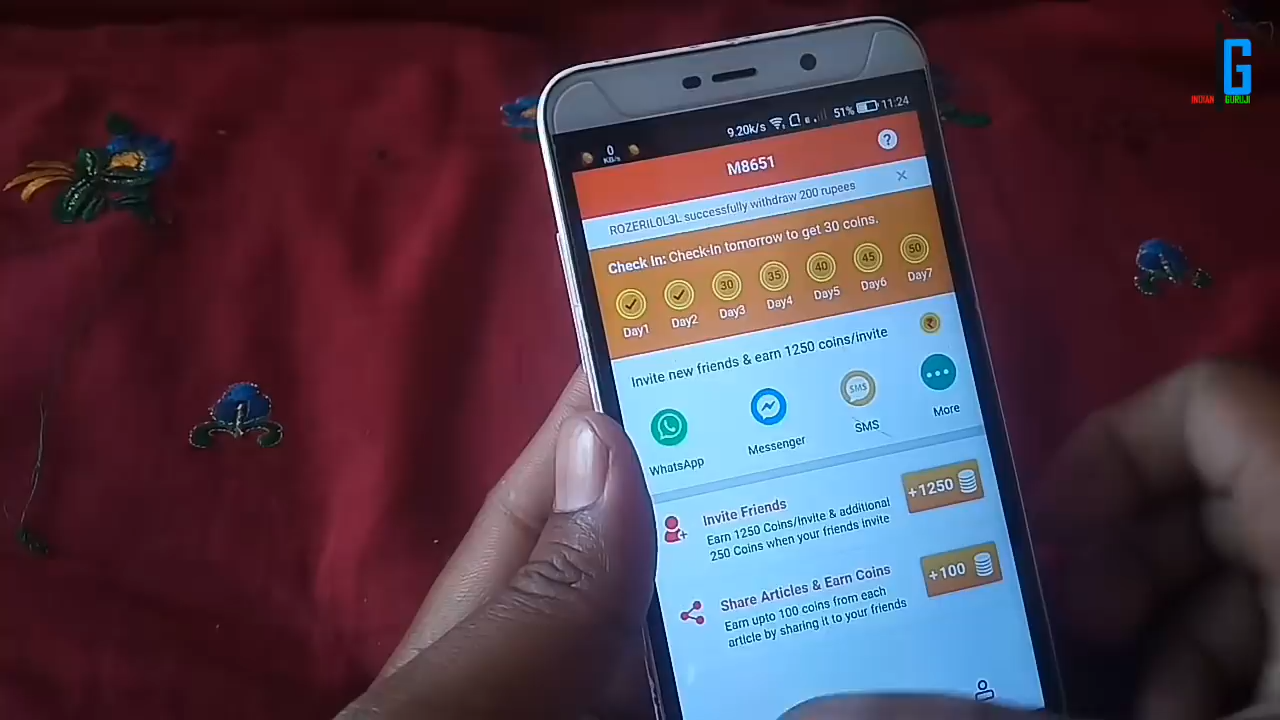 G
INDIAN GURUJI
9.20k/s 51% 11:24
0
KB/s
M8651
?
ROZERIL0L3L successfully withdraw 200 rupees
Check In: Check-In tomorrow to get 30 coins.
30 35 40 45 50
Day1 Day2 Day3 Day4 Day5 Day6 Day7
Invite new friends & earn 1250 coins/invite
₹
SMS
WhatsApp Messenger SMS More
Invite Friends
Earn 1250 Coins/Invite & additional
250 Coins when your friends invite
+1250
Share Articles & Earn Coins
Earn upto 100 coins from each
article by sharing it to your friends
+100